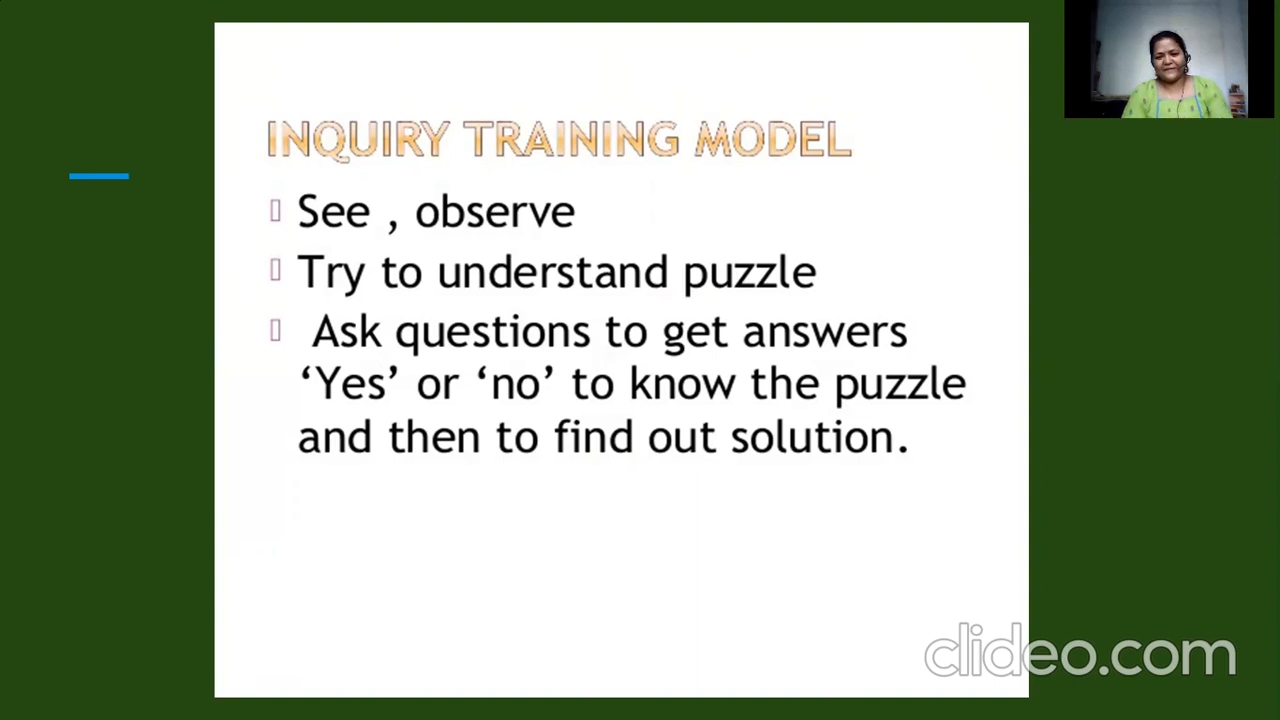 INQUIRY TRAINING MODEL
See , observe
Try to understand puzzle
Ask questions to get answers
‘Yes’ or ‘no’ to know the puzzle
and then to find out solution.
clideo.com